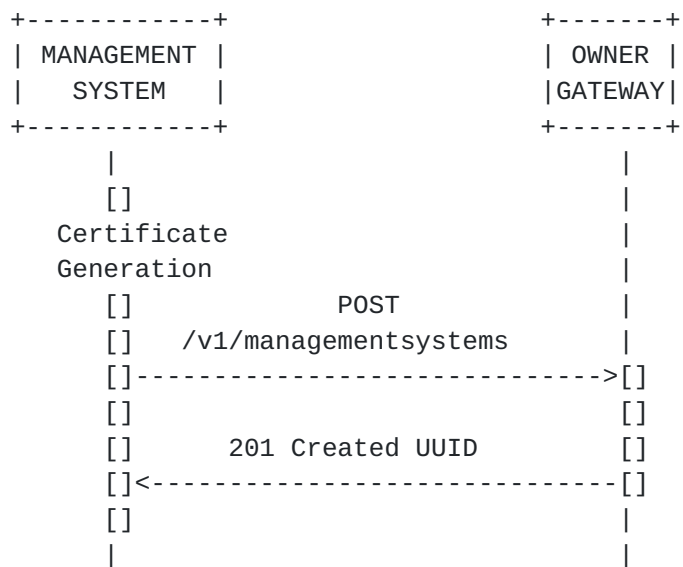 +------------+                    +-------+
| MANAGEMENT |                    | OWNER |
|   SYSTEM   |                    |GATEWAY|
+------------+                    +-------+
      |                                |
      []                               |
   Certificate                         |
   Generation                          |
      []             POST              |
      []   /v1/managementsystems       |
      []------------------------------>[]
      []                               []
      []      201 Created UUID         []
      []<------------------------------[]
      []                               |
      |                                |